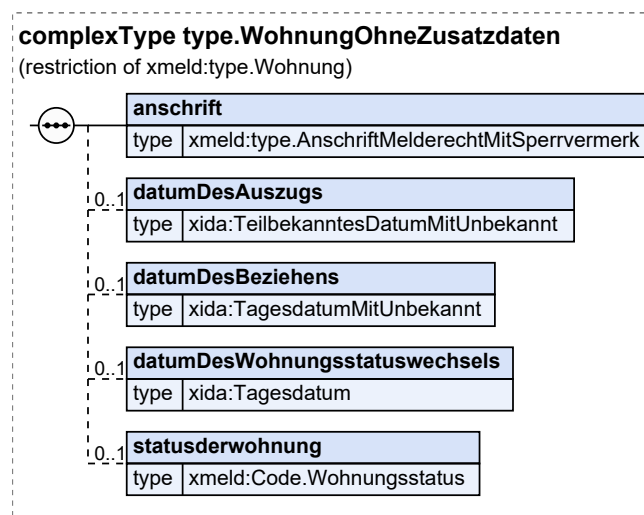 complexType type.WohnungOhneZusatzdaten
(restriction of xmeld:type.Wohnung)
anschrift
type xmeld:type.AnschriftMelderechtMitSperrvermerk
0..1 datumDesAuszugs
type xida:TeilbekanntesDatumMitUnbekannt
0..1 datumDesBeziehens
type xida:TagesdatumMitUnbekannt
0..1 datumDesWohnungsstatuswechsels
type xida:Tagesdatum
0..1 statusderwohnung
type xmeld:Code.Wohnungsstatus